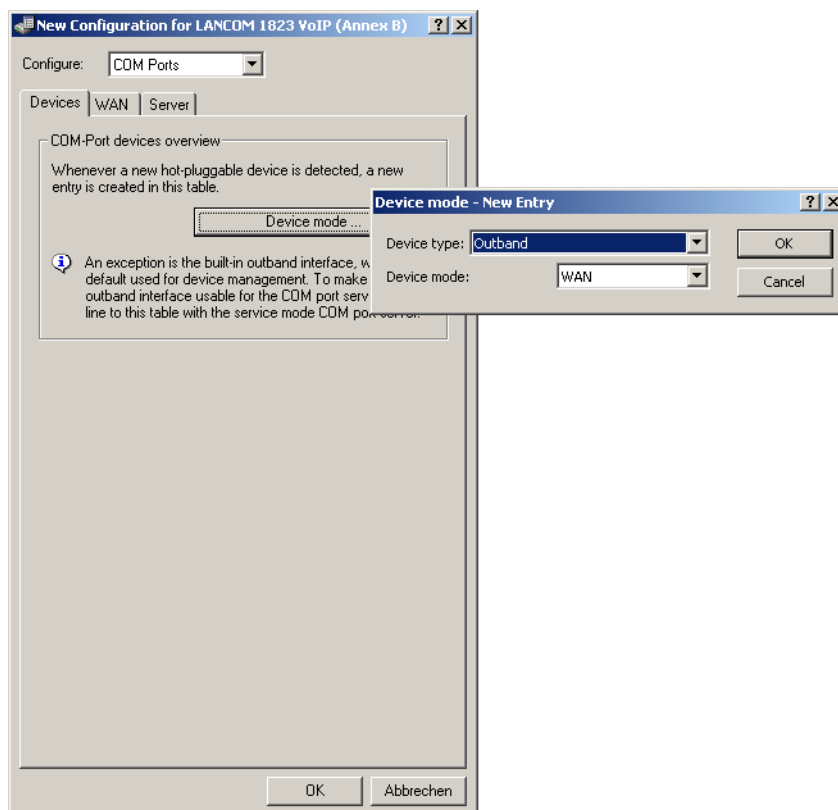 New Configuration for LANCOM 1823 VoIP (Annex B)
Configure: COM Ports
Devices WAN Server
COM-Port devices overview
Whenever a new hot-pluggable device is detected, a new
entry is created in this table.
Device mode ...
An exception is the built-in outband interface, w
default used for device management. To make
outband interface usable for the COM port serv
line to this table with the service mode COM port server.
Device mode - New Entry
Device type: Outband
OK
Device mode: WAN
Cancel
OK
Abbrechen